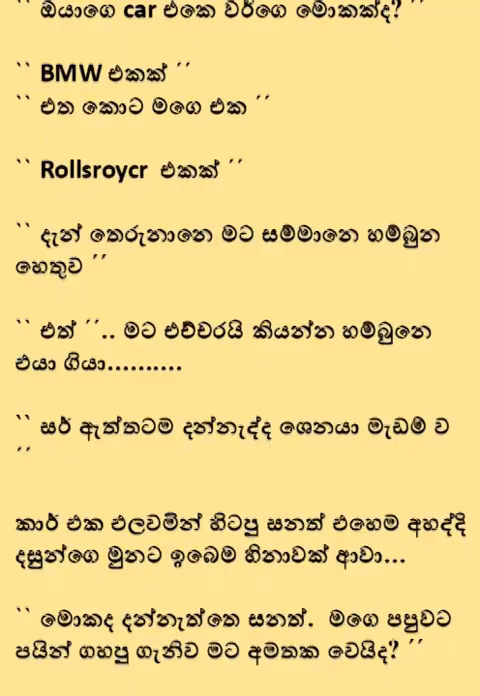 `` ඔයාගෙ car එකෙ වර්ගෙ මොකක්ද? ´´
`` BMW එකක් ´´
`` එත කොට මගෙ එක ´´
`` Rollsroycr එකක් ´´
`` දැන් තෙරුනානෙ මට සම්මානෙ හම්බුන
හෙතුව ´´
`` එත් ´´.. මට එච්චරයි කියන්න හම්බුනෙ
එයා ගියා..........
`` සර් ඇත්තටම දන්නැද්ද ශෙනයා මැඩම් ව
´´
කාර් එක එලවමින් හිටපු සනත් එහෙම අහද්දි
දසුන්ගෙ මුනට ඉබෙම හිනාවක් ආවා...
`` මොකද දන්නැත්තෙ සනත්. මගෙ පපුවට
පයින් ගහපු ගැනිව මට අමතක වෙයිද? ´´